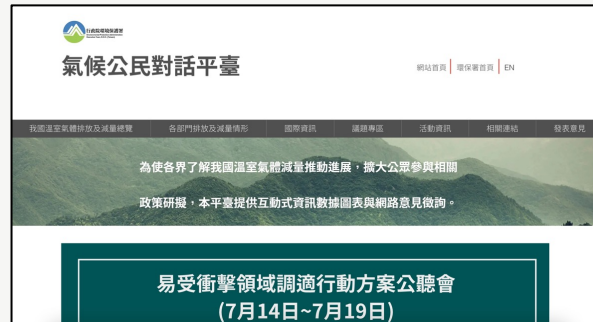 行政院環境保護署
氣候公民對話平臺
網站首頁 環保署首頁 EN
我國溫室氣體排放及減量總覽 各部門排放及減量情形 國際資訊 議題專區 活動資訊 相關連結 發表意見
為使各界了解我國溫室氣體減量推動進展，擴大公眾參與相關
政策研擬，本平臺提供互動式資訊數據圖表與網路意見徵詢。
易受衝擊領域調適行動方案公聽會
(7月14日~7月19日)